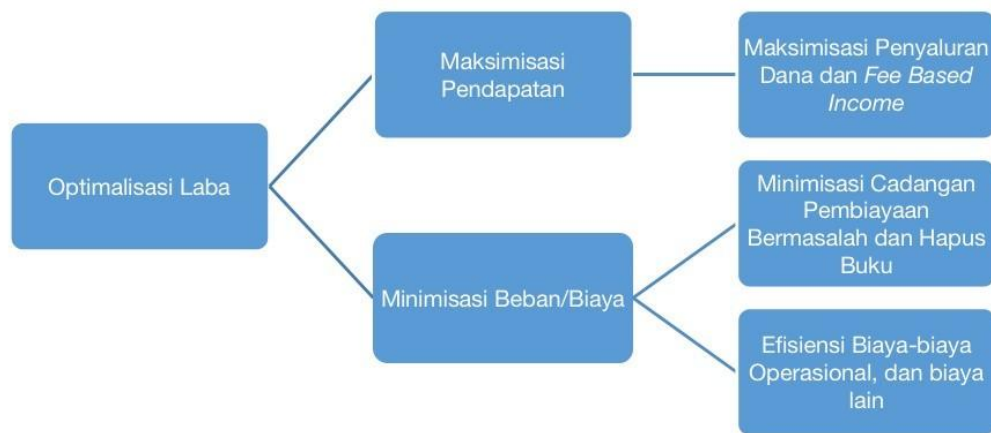 Optimalisasi Laba
Maksimisasi
Pendapatan
Maksimisasi Penyaluran
Dana dan Fee Based
Income
Minimisasi Beban/Biaya
Minimisasi Cadangan
Pembiayaan
Bermasalah dan Hapus
Buku
Efisiensi Biaya-biaya
Operasional, dan biaya
lain